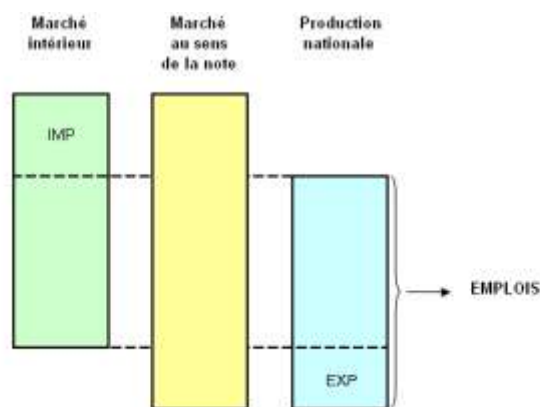 Marché
intérieur
Marché
au sens
de la note
Production
nationale
IMP
EMPLOIS
EXP